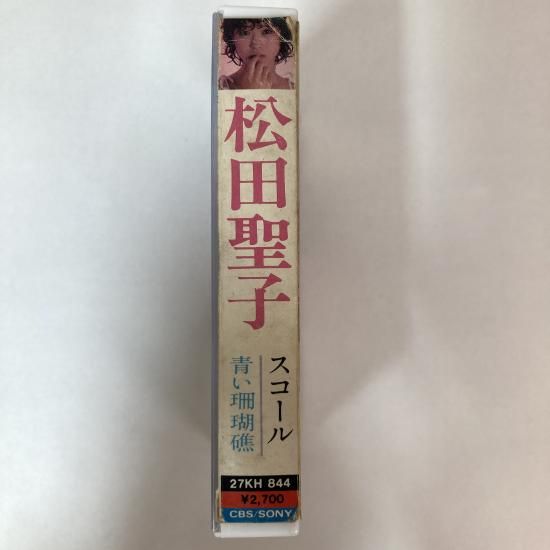 松田聖子
スコール
青い珊瑚礁
27KH 844
¥2,700
CBS/SONY